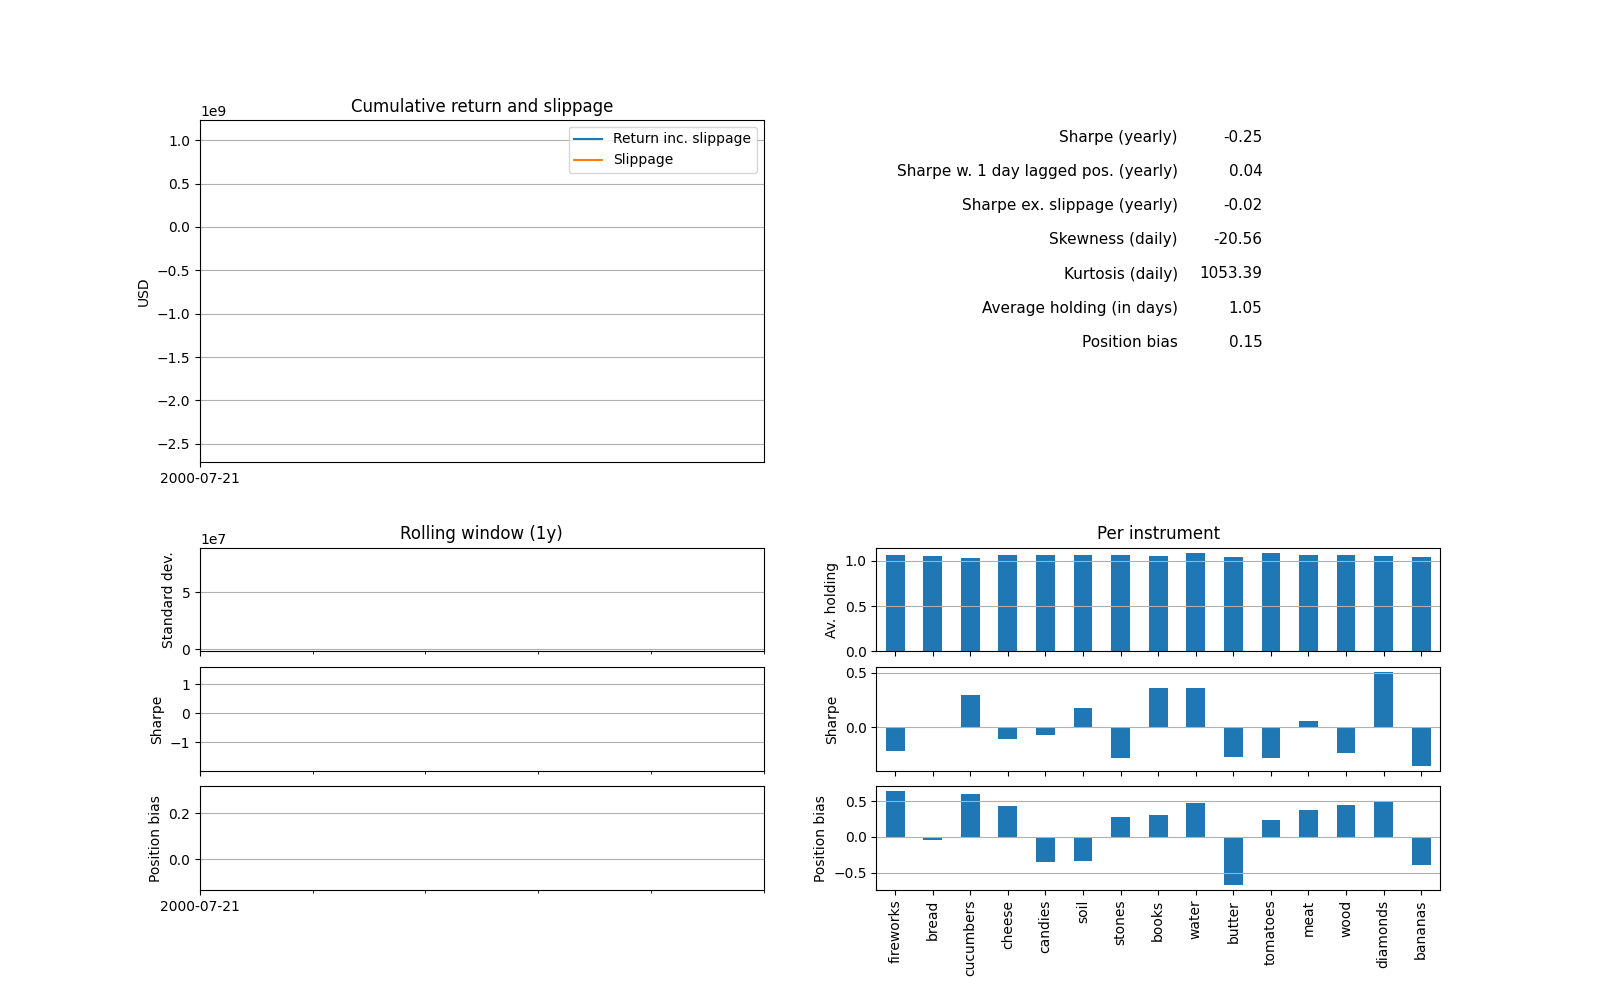 Cumulative return and slippage
1e9
Return inc. slippage
Slippage
1.0
0.5
0.0
−0.5
−1.0
−1.5
−2.0
−2.5
USD
2000-07-21
Sharpe (yearly) -0.25
Sharpe w. 1 day lagged pos. (yearly) 0.04
Sharpe ex. slippage (yearly) -0.02
Skewness (daily) -20.56
Kurtosis (daily) 1053.39
Average holding (in days) 1.05
Position bias 0.15
Rolling window (1y)
1e7
Standard dev.
5
0
Sharpe
1
0
−1
Position bias
0.2
0.0
2000-07-21
Per instrument
Av. holding
1.0
0.5
0.0
Sharpe
0.5
0.0
Position bias
0.5
0.0
−0.5
fireworks
bread
cucumbers
cheese
candies
soil
stones
books
water
butter
tomatoes
meat
wood
diamonds
bananas